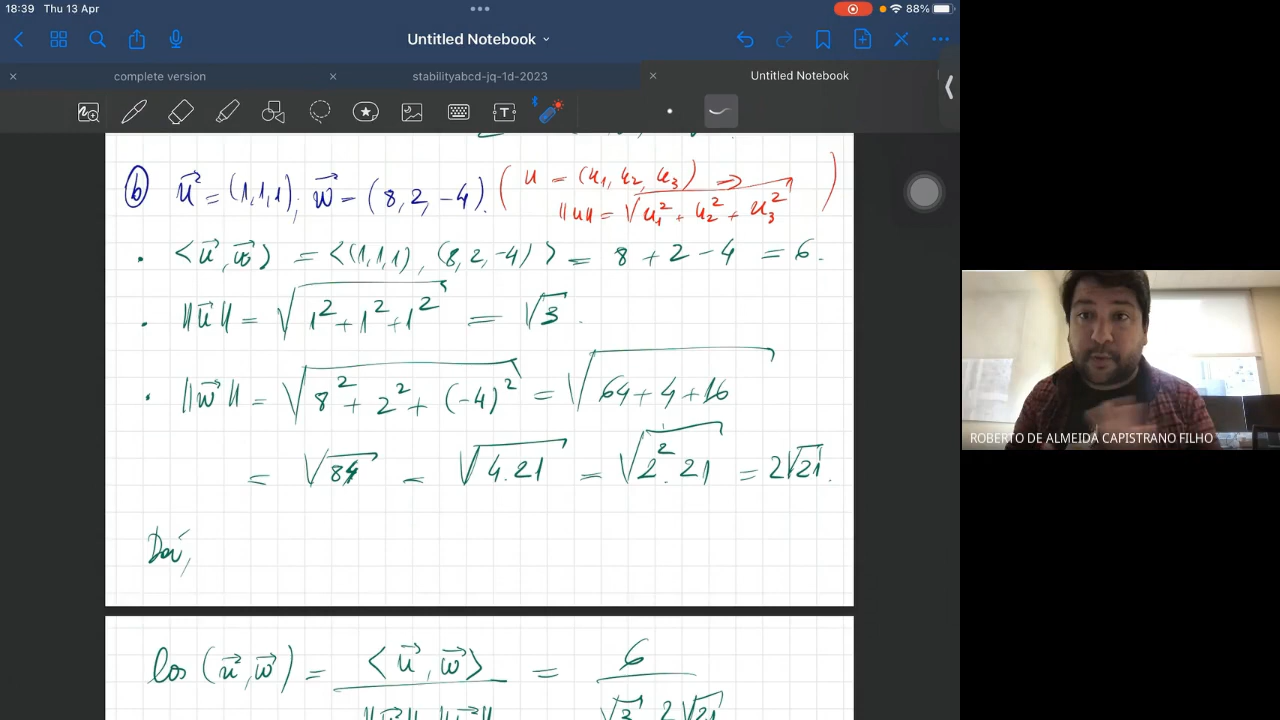 18:39 Thu 13 Apr
88%
Untitled Notebook
complete version
stabilityabcd-jq-1d-2023
Untitled Notebook
b) u⃗ = (1,1,1); w⃗ = (8,2,-4). ( u = (u₁, u₂, u₃) ⇒
||u|| = √(u₁² + u₂² + u₃²) )
· <u⃗, w⃗> = <(1,1,1), (8,2,-4)> = 8+2-4 = 6.
· ||u⃗|| = √(1²+1²+1²) = √3.
· ||w⃗|| = √(8²+2²+(-4)²) = √(64+4+16)
= √84 = √(4.21) = √(2².21) = 2√21.
Daí,
cos(u⃗,w⃗) = <u⃗, w⃗> = 6
√3 . 2√21
ROBERTO DE ALMEIDA CAPISTRANO FILHO